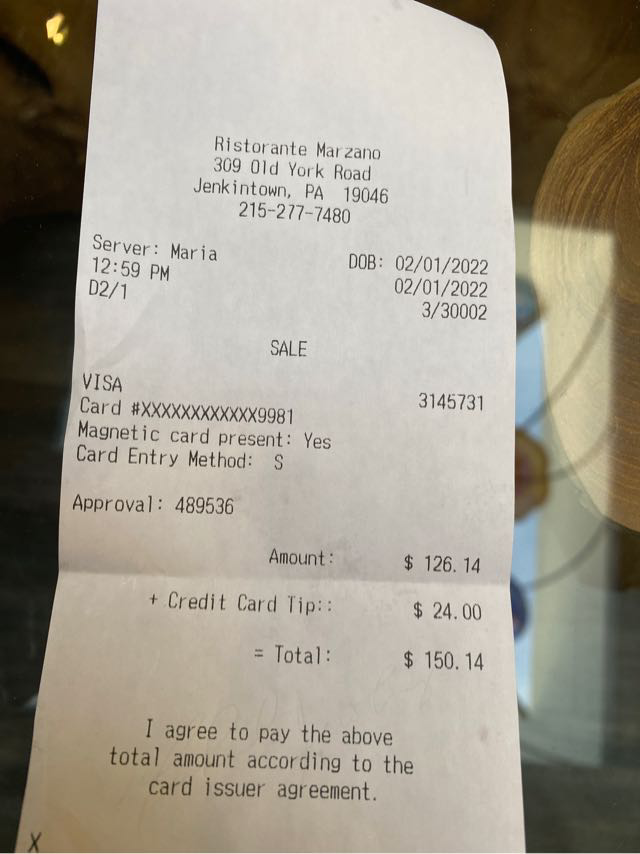 Ristorante Marzano
309 Old York Road
Jenkintown, PA 19046
215-277-7480
Server: Maria DOB: 02/01/2022
12:59 PM 02/01/2022
D2/1 3/30002
SALE
VISA 3145731
Card #XXXXXXXXXXXX9981
Magnetic card present: Yes
Card Entry Method: S
Approval: 489536
Amount: $ 126.14
+ Credit Card Tip:: $ 24.00
= Total: $ 150.14
I agree to pay the above
total amount according to the
card issuer agreement.
X